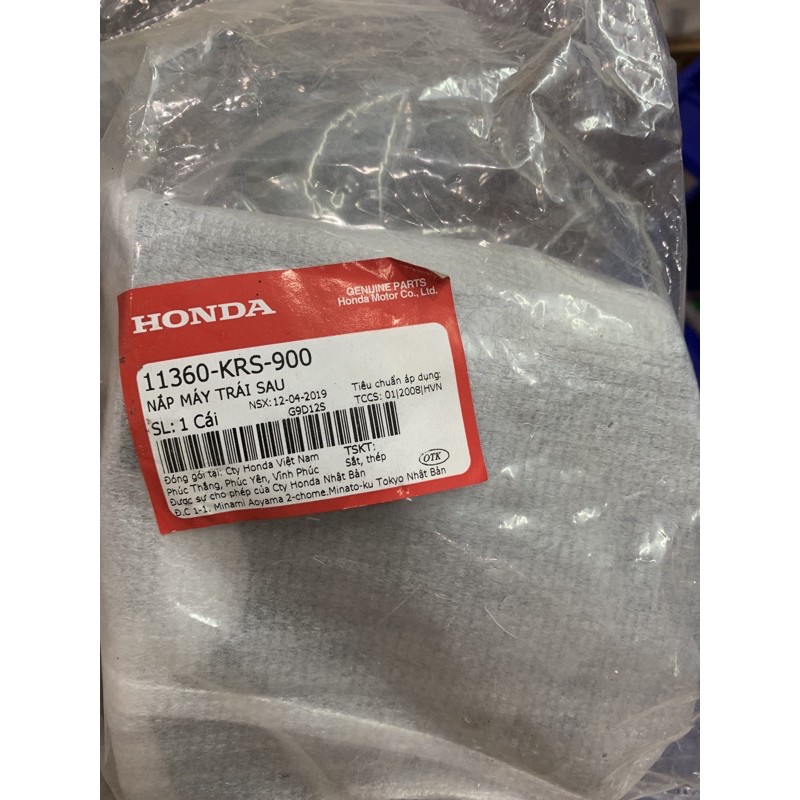 HONDA
GENUINE PARTS
Honda Motor Co., Ltd.
11360-KRS-900
NẮP MÁY TRÁI SAU
NSX: 12-04-2019
Tiêu chuẩn áp dụng:
SL: 1 Cái
G9D12S
TCCS: 01|2008|HVN
TSKT:
Sắt, thép
OTK
Đóng gói tại: Cty Honda Việt Nam
Phúc Thắng, Phúc Yên, Vĩnh Phúc
Được sự cho phép của Cty Honda Nhật Bản
Đ.C 1-1. Minami Aoyama 2-chome.Minato-ku Tokyo Nhật Bản